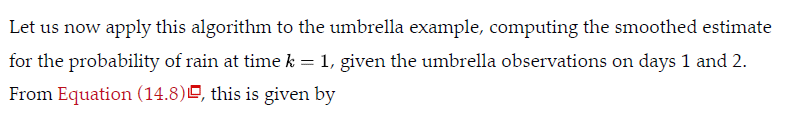 Let us now apply this algorithm to the umbrella example, computing the smoothed estimate
for the probability of rain at time k = 1, given the umbrella observations on days 1 and 2.
From Equation (14.8), this is given by